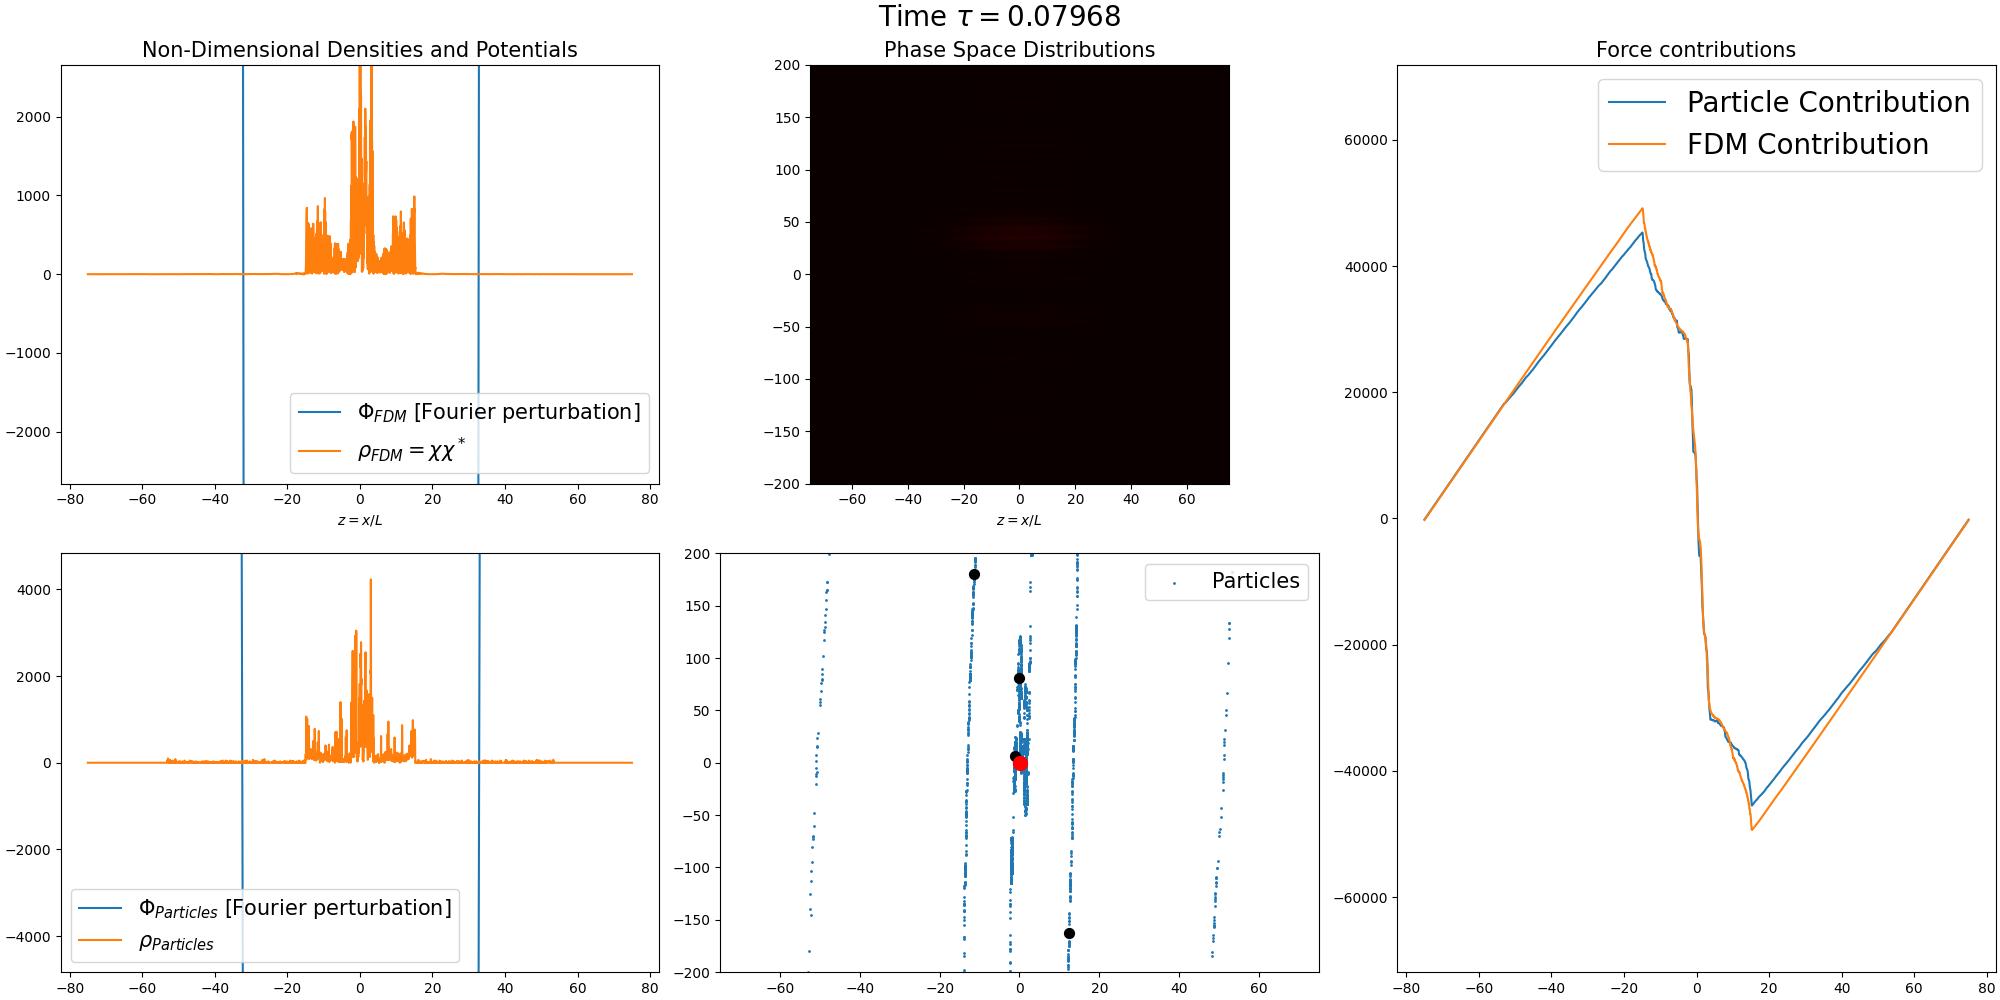 Time τ = 0.07968
Non-Dimensional Densities and Potentials
2000
1000
0
−1000
−2000
Φ_FDM [Fourier perturbation]
ρ_FDM = χχ*
−80 −60 −40 −20 0 20 40 60 80
z = x/L
Phase Space Distributions
200
150
100
50
0
−50
−100
−150
−200
−60 −40 −20 0 20 40 60
z = x/L
Force contributions
Particle Contribution
FDM Contribution
60000
40000
20000
0
−20000
−40000
−60000
−80 −60 −40 −20 0 20 40 60 80
4000
2000
0
−2000
−4000
Φ_Particles [Fourier perturbation]
ρ_Particles
−80 −60 −40 −20 0 20 40 60 80
Particles
200
150
100
50
0
−50
−100
−150
−200
−60 −40 −20 0 20 40 60